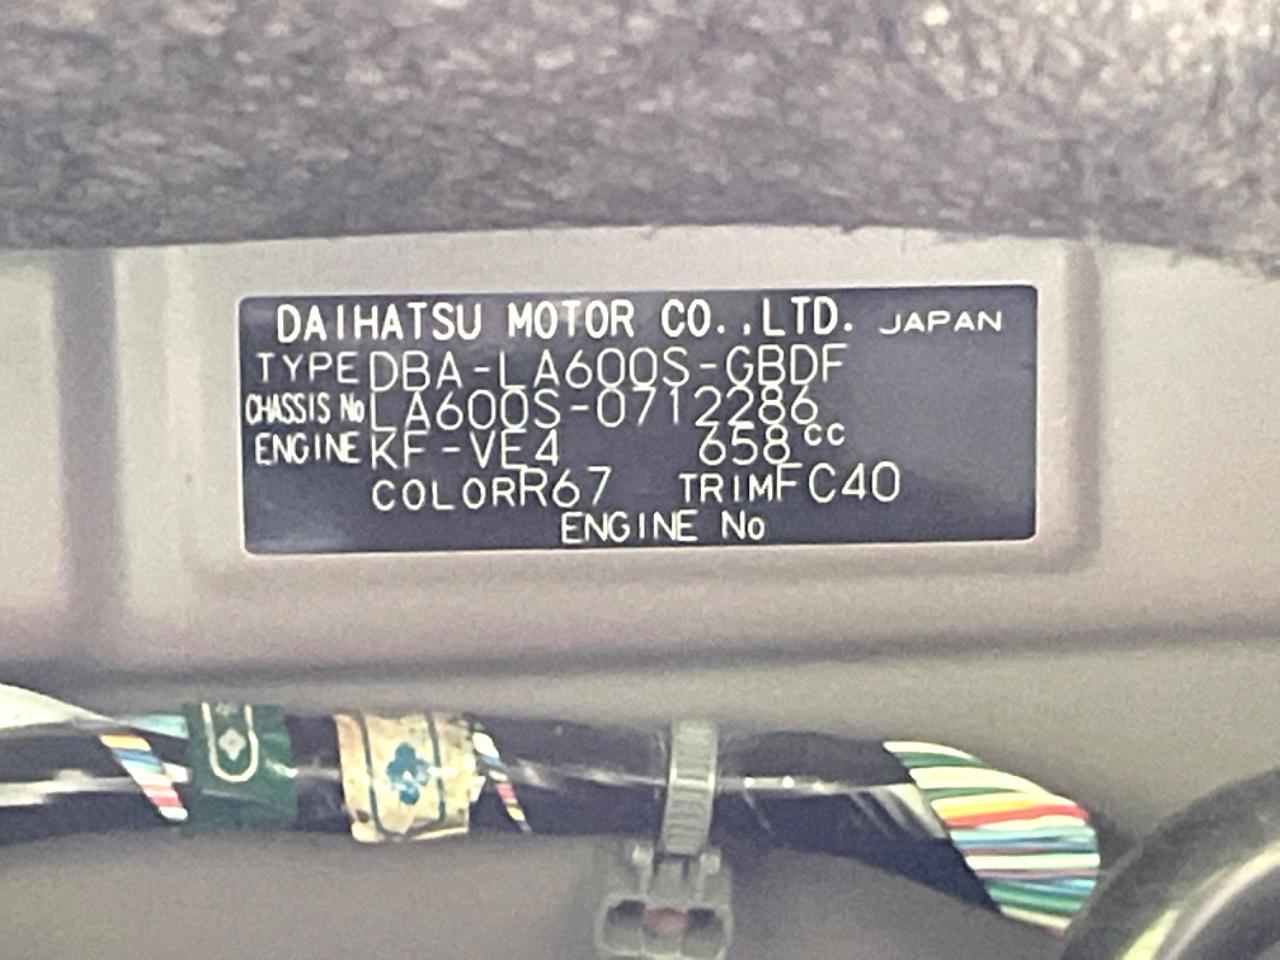 DAIHATSU MOTOR CO.,LTD. JAPAN
TYPE DBA-LA600S-GBDF
CHASSIS No LA600S-0712286
ENGINE KF-VE4 658cc
COLOR R67 TRIM FC40
ENGINE No